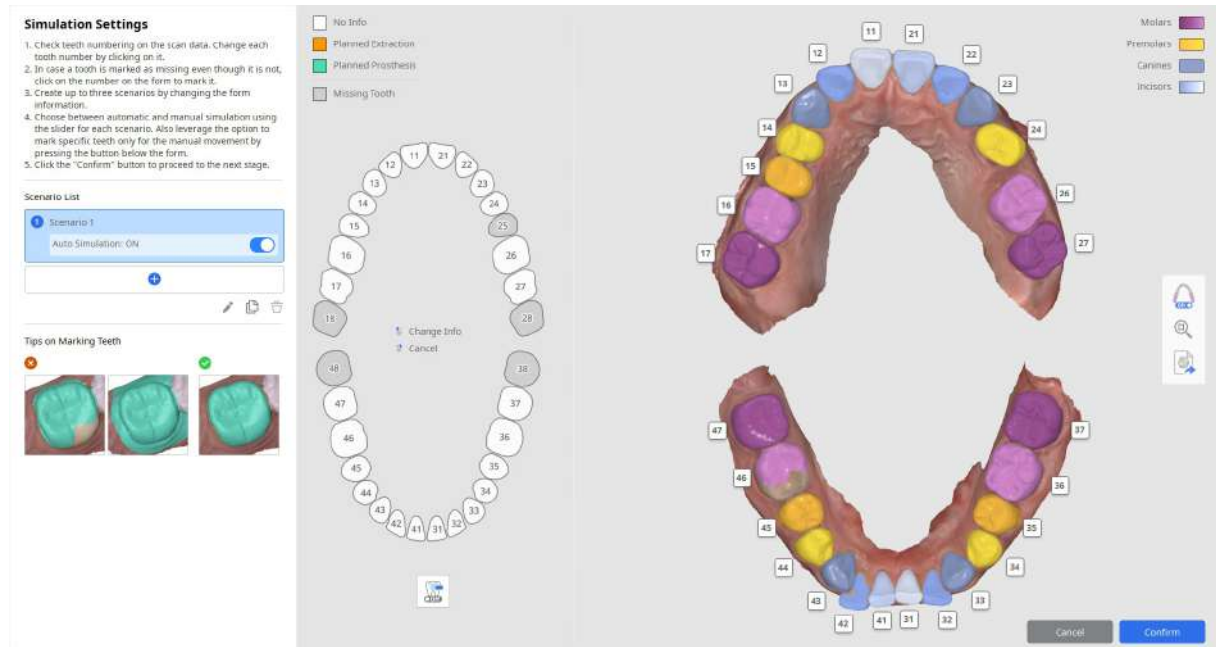 Simulation Settings
1. Check teeth numbering on the scan data. Change each
tooth number by clicking on it.
2. In case a tooth is marked as missing even though it is not,
click on the number on the form to mark it.
3. Create up to three scenarios by changing the form
information.
4. Choose between automatic and manual simulation using
the slider for each scenario. Also leverage the option to
mark specific teeth only for the manual movement by
pressing the button below the form.
5. Click the "Confirm" button to proceed to the next stage.
Scenario List
1 Scenario 1
Auto Simulation: ON
Tips on Marking Teeth
No Info
Planned Extraction
Planned Prosthesis
Missing Tooth
11 21
12 22
13 23
14 24
15 25
16 26
17 27
18 28
Change Info
Cancel
48 38
47 37
46 36
45 35
44 34
43 33
42 41 31 32
11 21
12 22
13 23
14 24
15
16 26
17 27
47 37
46 36
45 35
44 34
43 33
42 41 31 32
Molars
Premolars
Canines
Incisors
Cancel Confirm